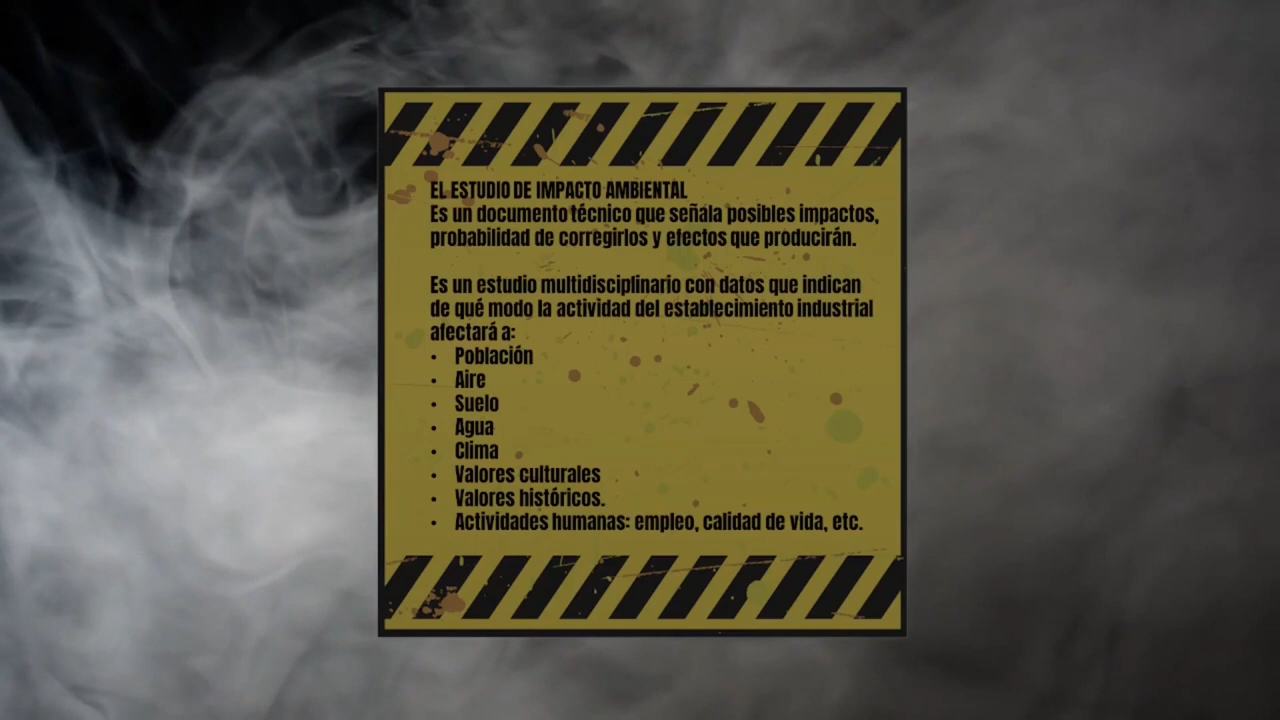 EL ESTUDIO DE IMPACTO AMBIENTAL
Es un documento técnico que señala posibles impactos,
probabilidad de corregirlos y efectos que producirán.
Es un estudio multidisciplinario con datos que indican
de qué modo la actividad del establecimiento industrial
afectará a:
• Población
• Aire
• Suelo
• Agua
• Clima
• Valores culturales
• Valores históricos.
• Actividades humanas: empleo, calidad de vida, etc.